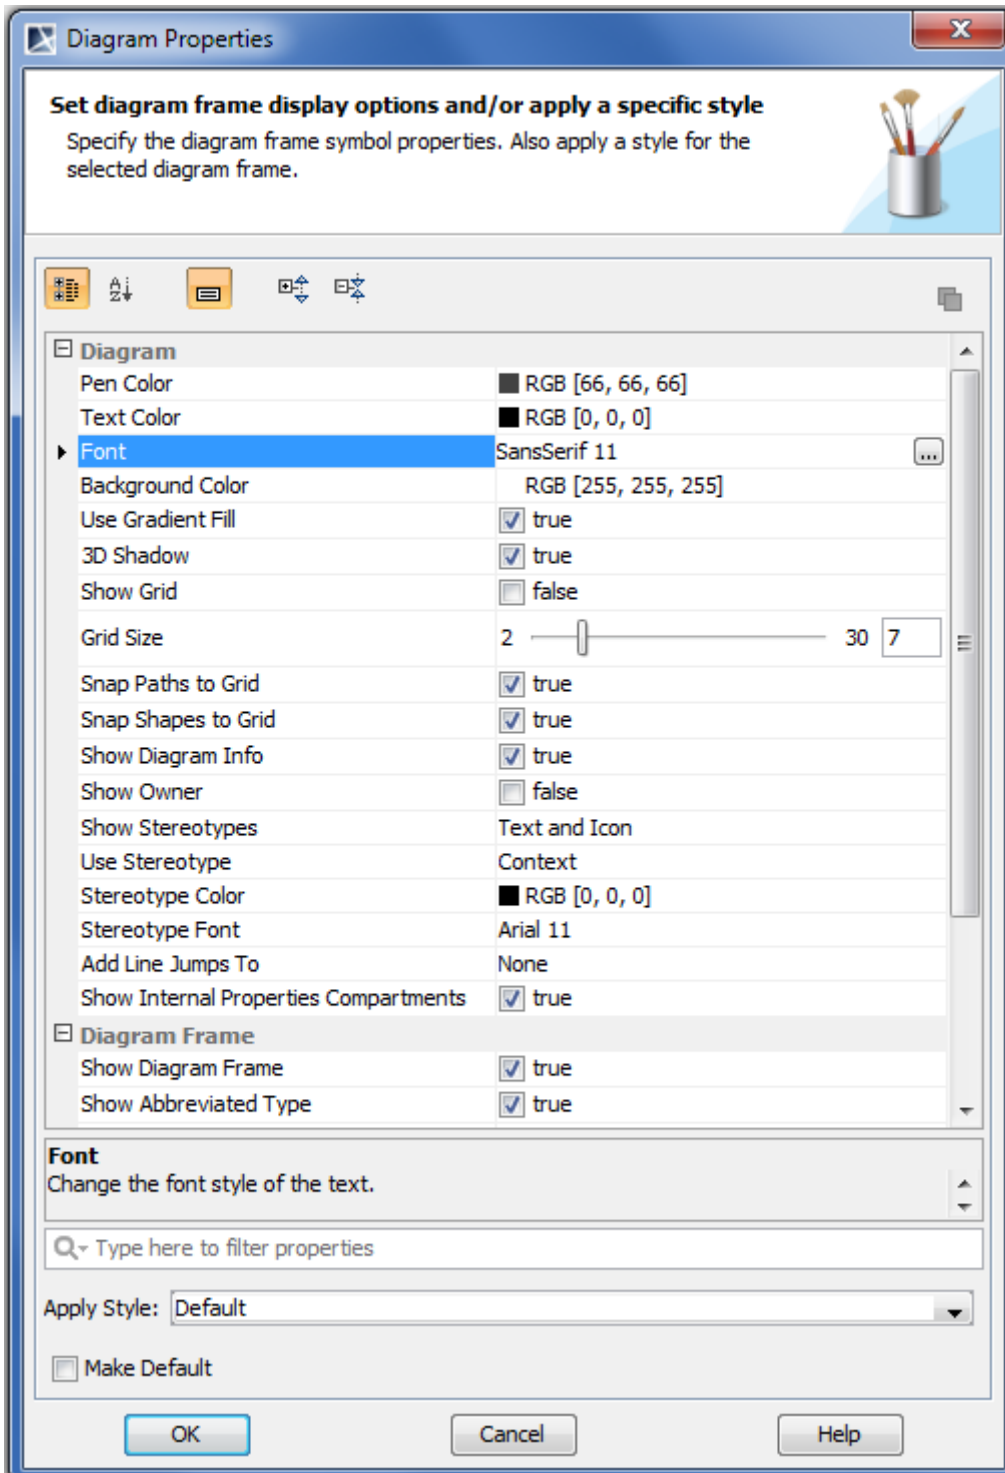 Diagram Properties
Set diagram frame display options and/or apply a specific style
Specify the diagram frame symbol properties. Also apply a style for the
selected diagram frame.
Diagram
Pen Color RGB [66, 66, 66]
Text Color RGB [0, 0, 0]
Font SansSerif 11 ...
Background Color RGB [255, 255, 255]
Use Gradient Fill true
3D Shadow true
Show Grid false
Grid Size 2 30 7
Snap Paths to Grid true
Snap Shapes to Grid true
Show Diagram Info true
Show Owner false
Show Stereotypes Text and Icon
Use Stereotype Context
Stereotype Color RGB [0, 0, 0]
Stereotype Font Arial 11
Add Line Jumps To None
Show Internal Properties Compartments true
Diagram Frame
Show Diagram Frame true
Show Abbreviated Type true
Font
Change the font style of the text.
Type here to filter properties
Apply Style: Default
Make Default
OK Cancel Help